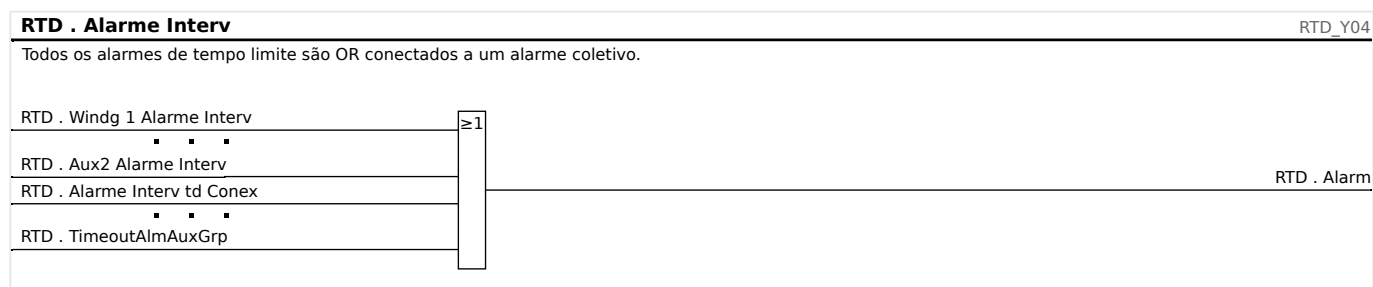 RTD . Alarme Interv
RTD_Y04
Todos os alarmes de tempo limite são OR conectados a um alarme coletivo.
RTD . Windg 1 Alarme Interv
≥1
RTD . Aux2 Alarme Interv
RTD . Alarm
RTD . Alarme Interv td Conex
RTD . TimeoutAlmAuxGrp